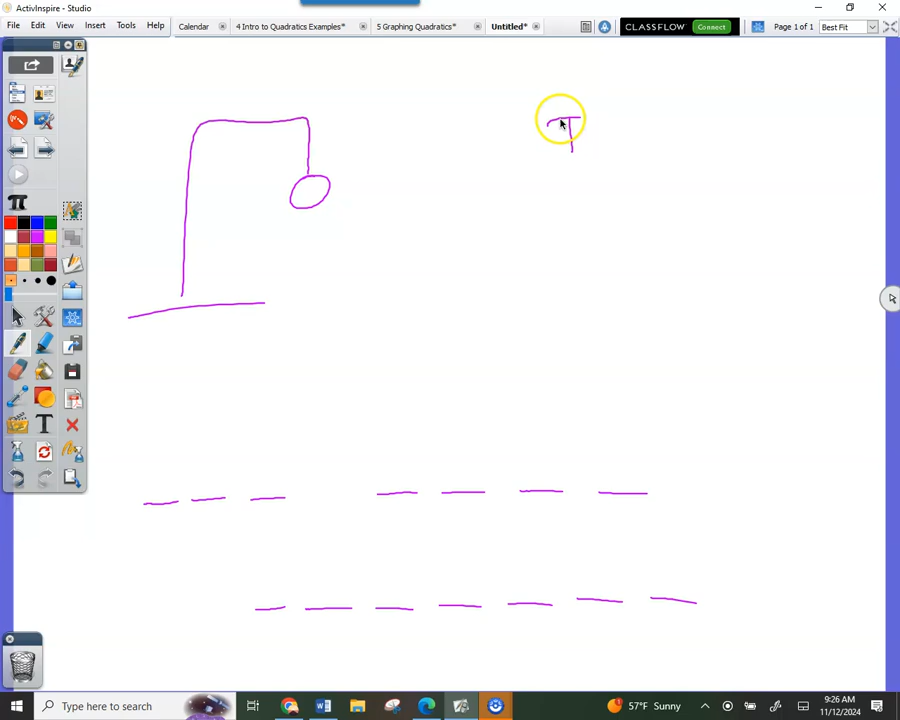 ActivInspire - Studio
File Edit View Insert Tools Help
Calendar 4 Intro to Quadratics Examples* 5 Graphing Quadratics* Untitled*
CLASSFLOW Connect
Page 1 of 1 Best Fit
T
Type here to search
57°F Sunny
9:26 AM
11/12/2024